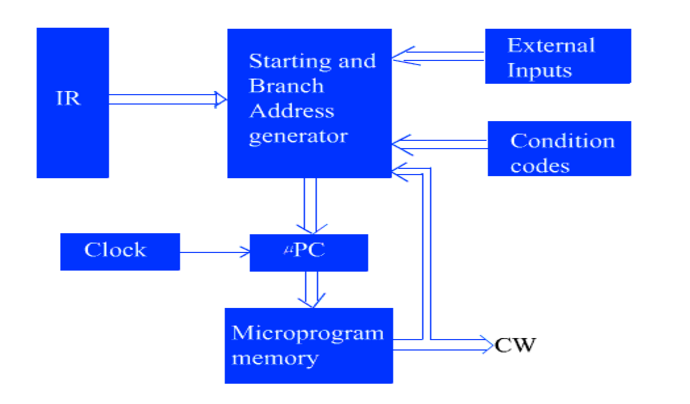 IR
Starting and
Branch
Address
generator
External
Inputs
Condition
codes
Clock
μPC
Microprogram
memory
CW